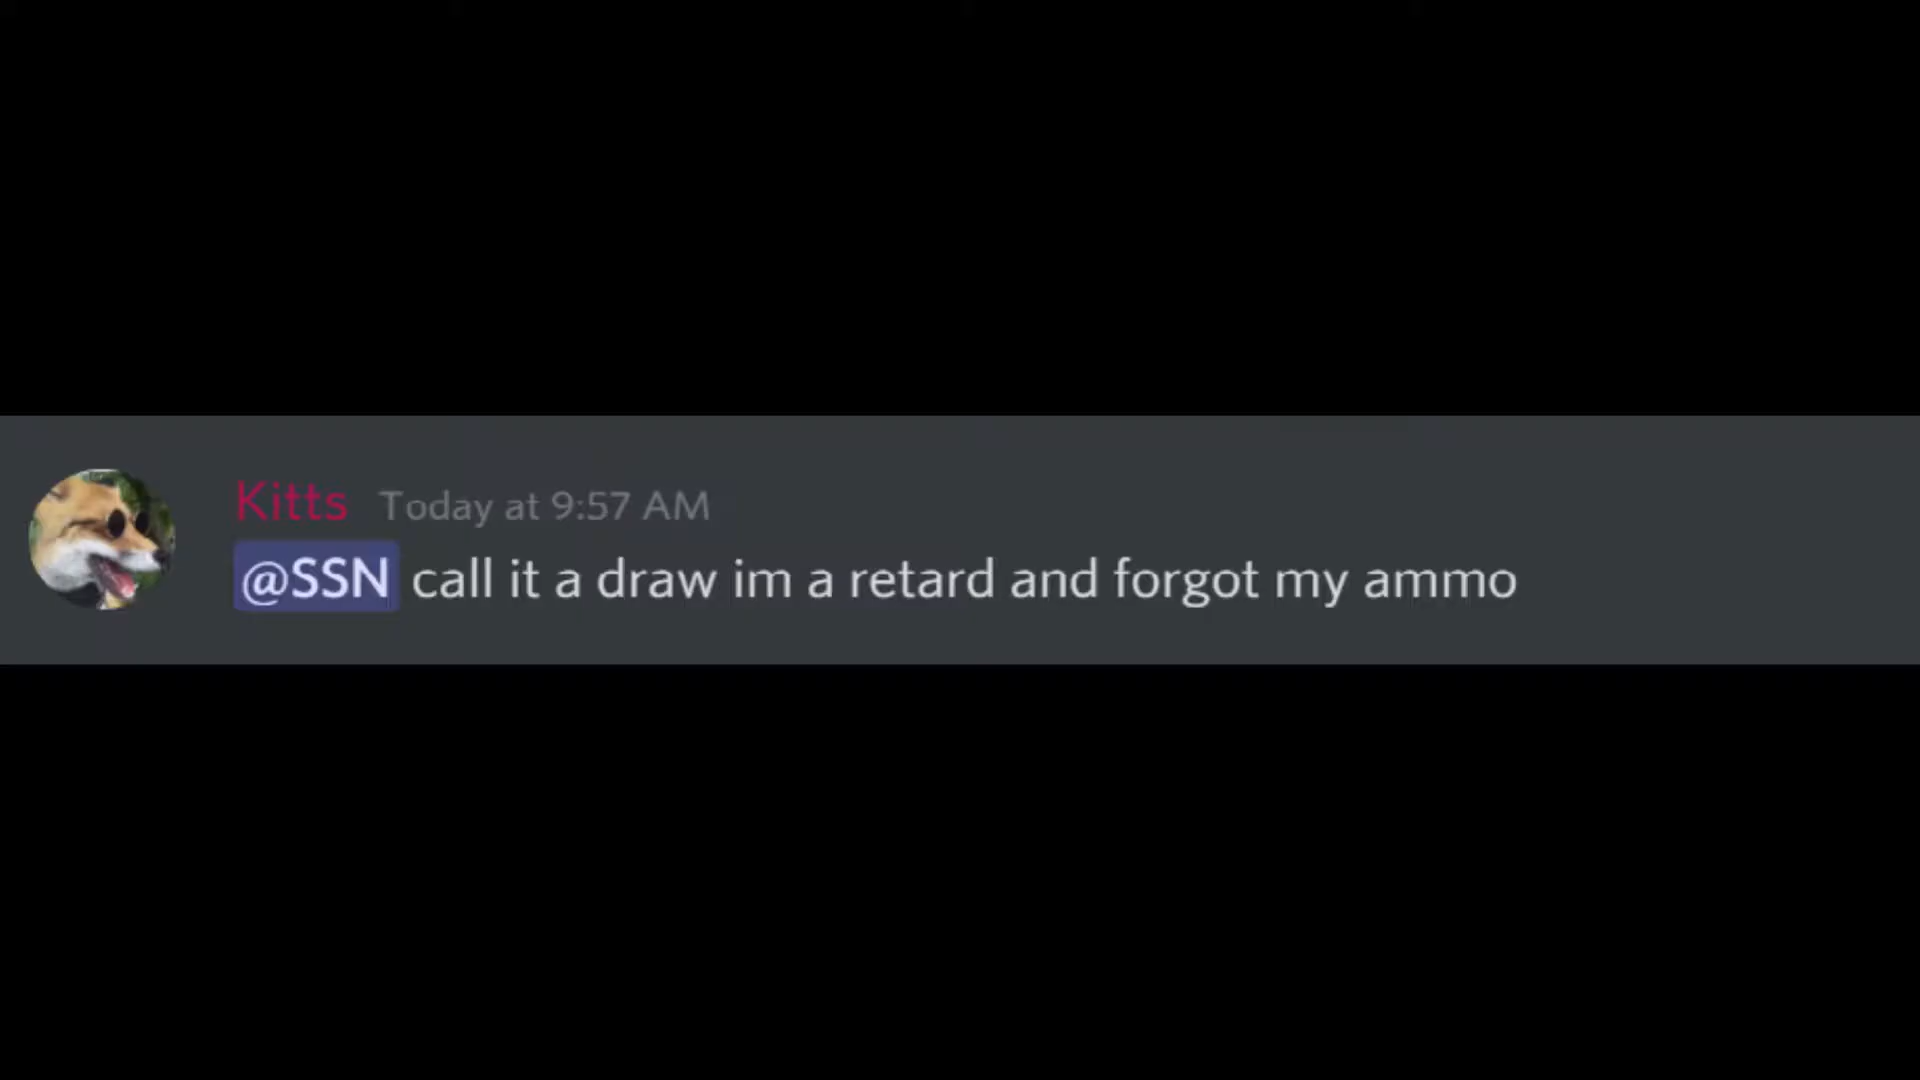 Kitts Today at 9:57 AM
@SSN call it a draw im a retard and forgot my ammo